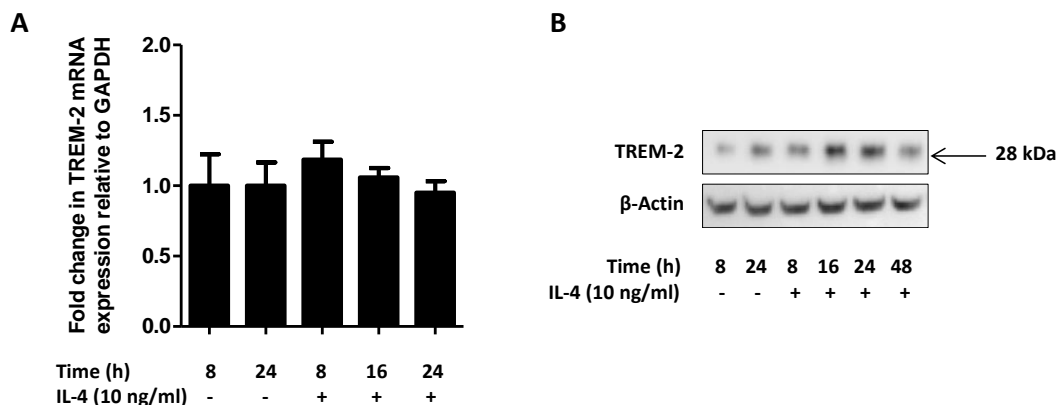 A
Fold change in TREM-2 mRNA
expression relative to GAPDH
2.0
1.5
1.0
0.5
0.0
Time (h) 8 24 8 16 24
IL-4 (10 ng/ml) - - + + +
B
TREM-2
28 kDa
β-Actin
Time (h) 8 24 8 16 24 48
IL-4 (10 ng/ml) - - + + + +